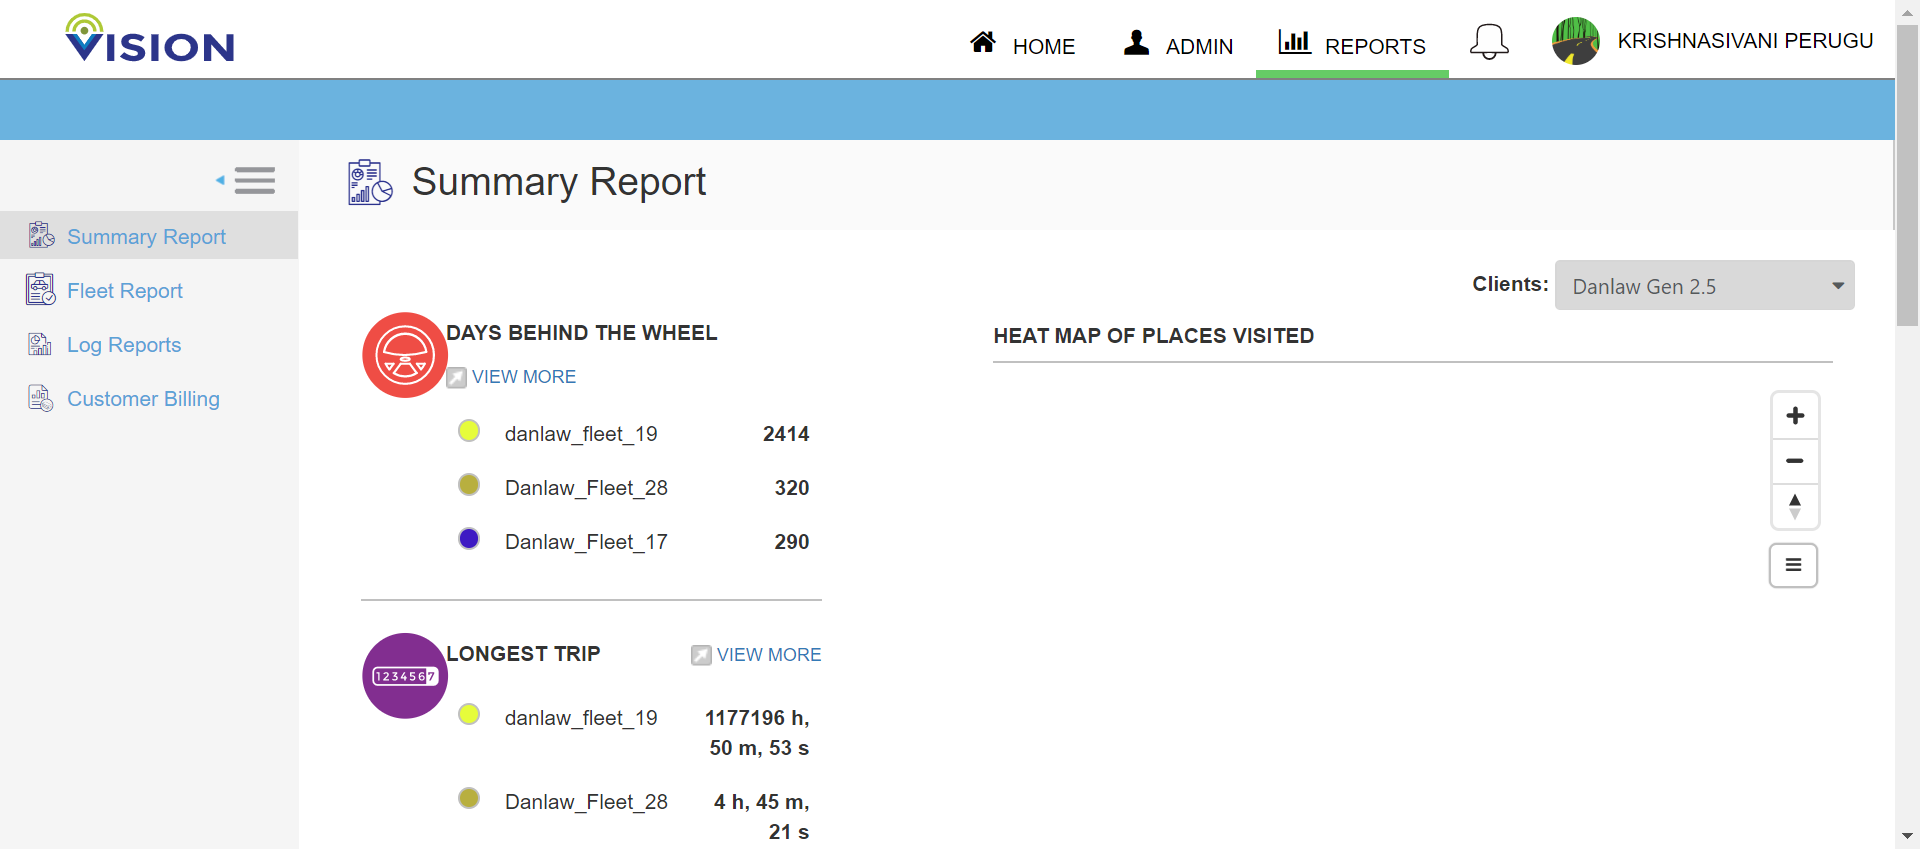 VISION
HOME
ADMIN
REPORTS
KRISHNASIVANI PERUGU
Summary Report
Summary Report
Fleet Report
Log Reports
Customer Billing
Clients: Danlaw Gen 2.5
DAYS BEHIND THE WHEEL
VIEW MORE
danlaw_fleet_19 2414
Danlaw_Fleet_28 320
Danlaw_Fleet_17 290
HEAT MAP OF PLACES VISITED
LONGEST TRIP
VIEW MORE
1234567
danlaw_fleet_19 1177196 h,
50 m, 53 s
Danlaw_Fleet_28 4 h, 45 m,
21 s